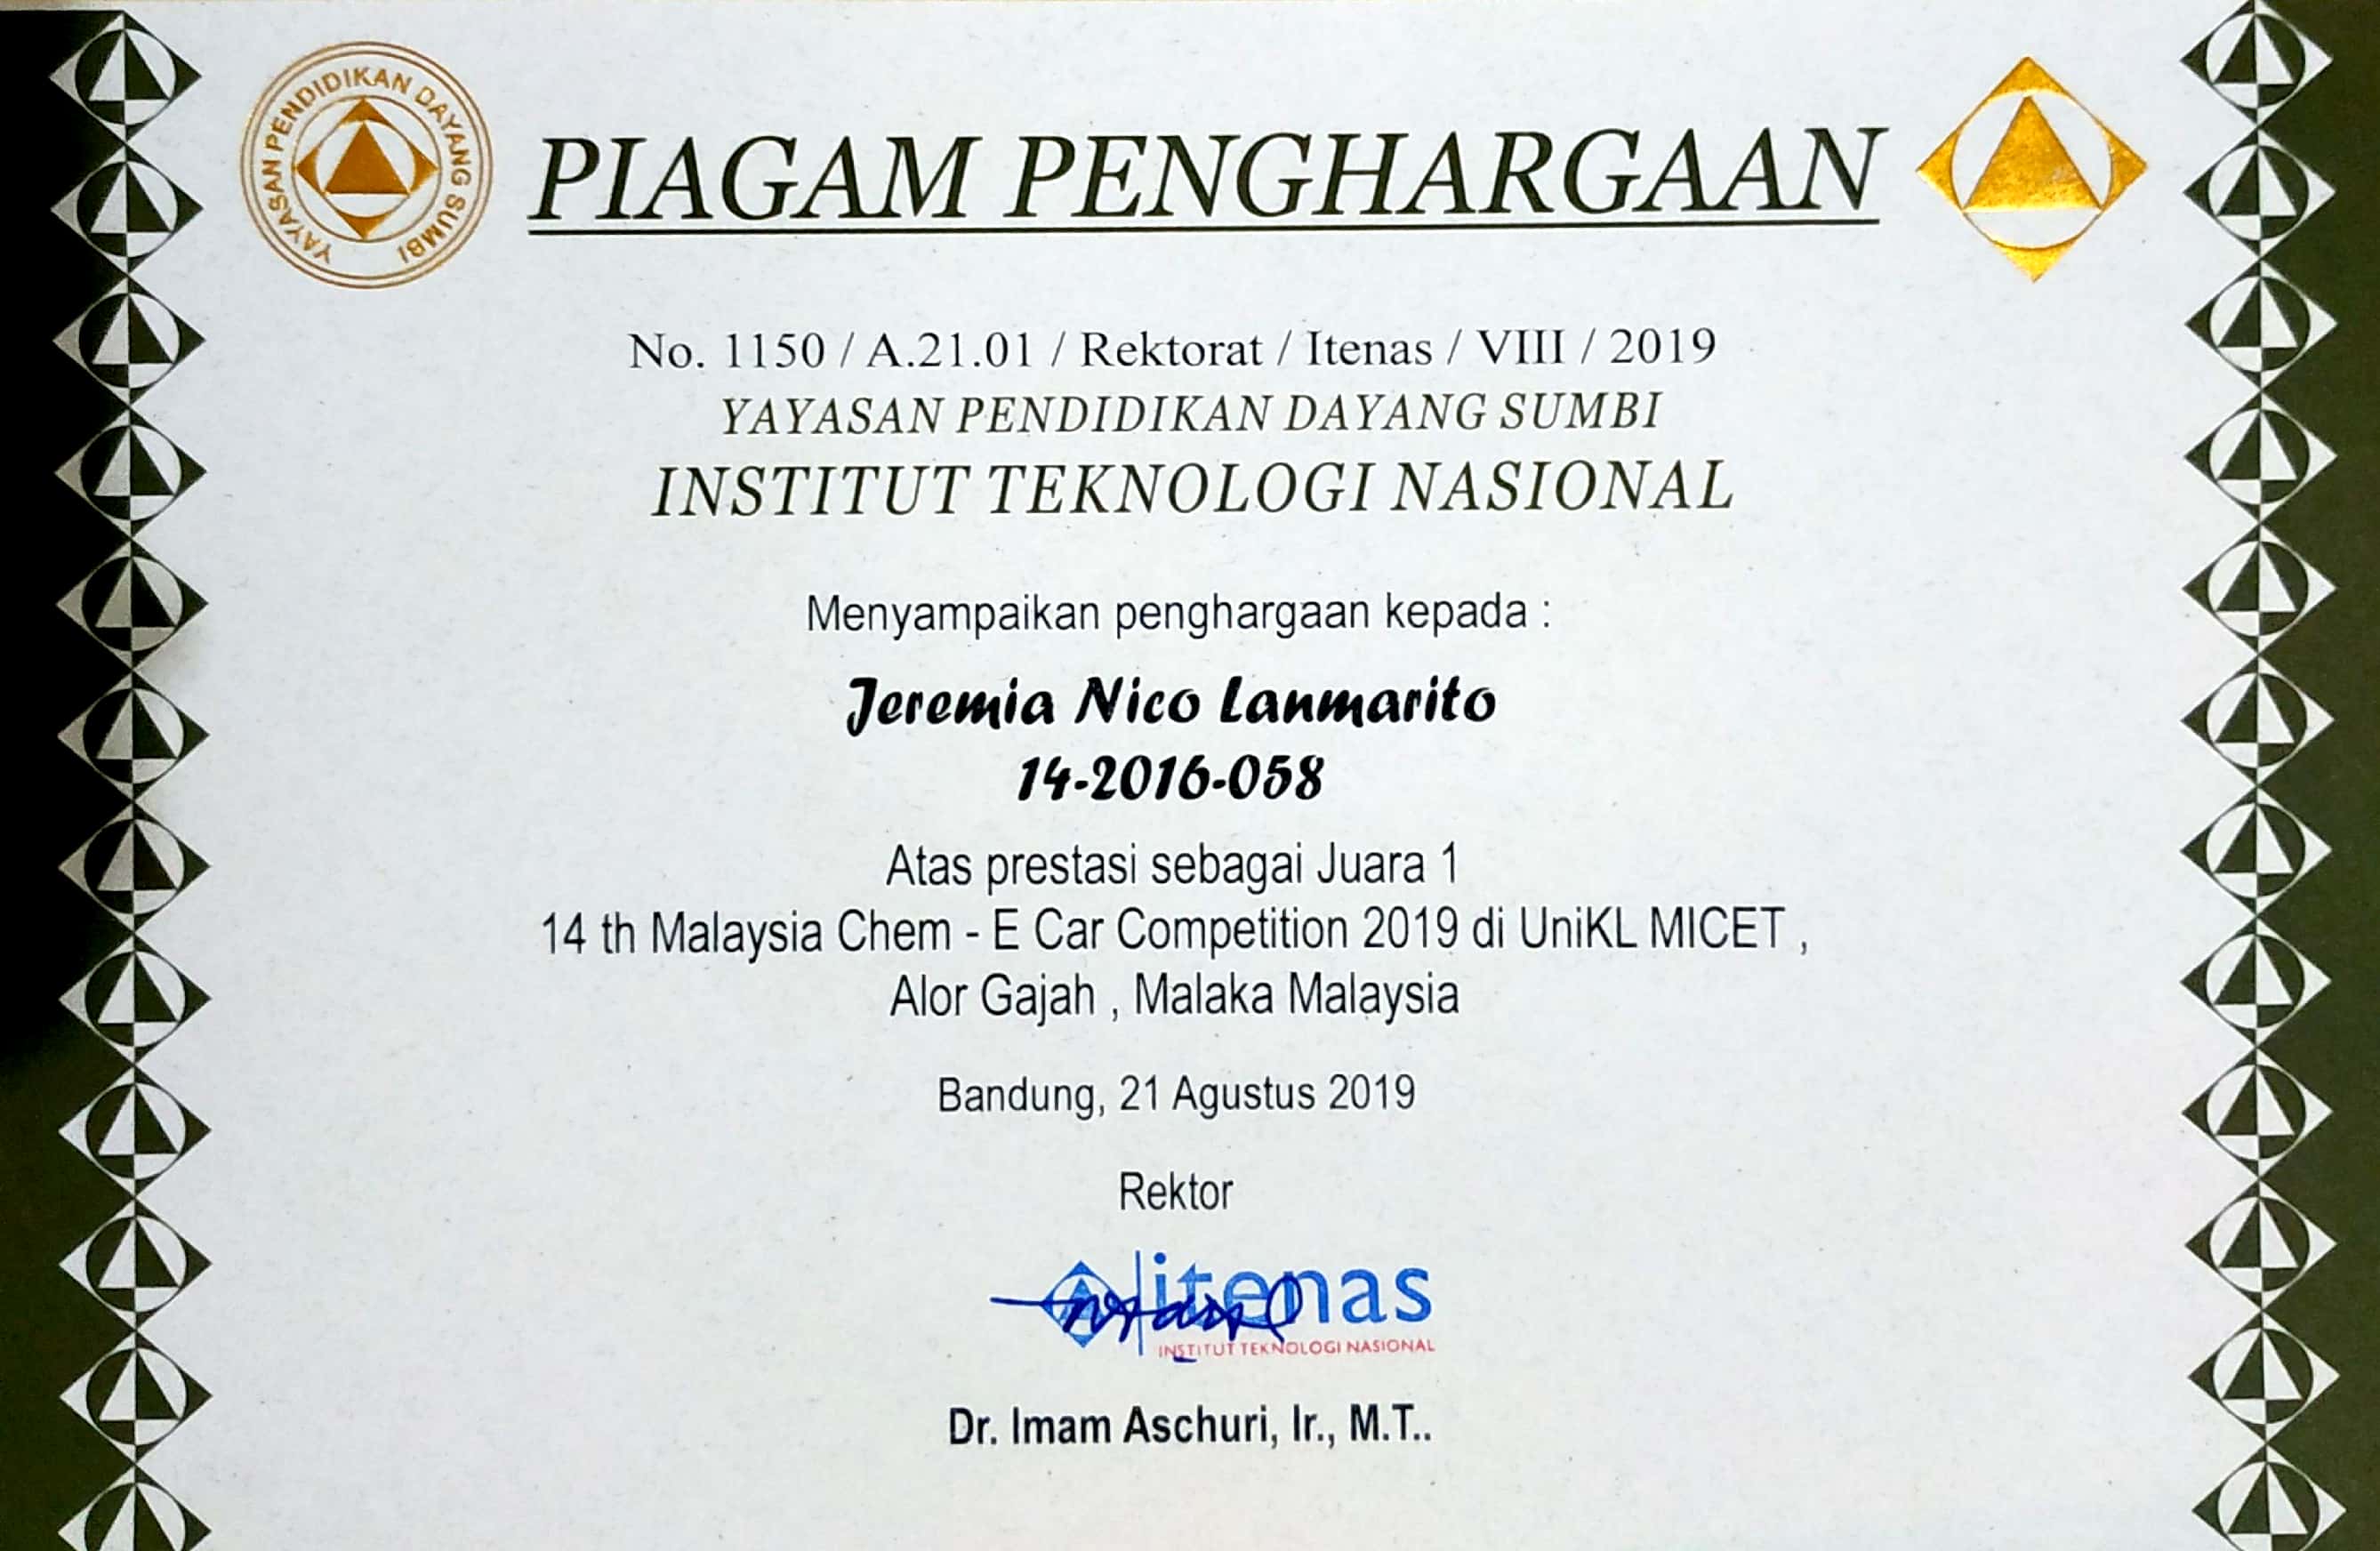 YAYASAN PENDIDIKAN DAYANG SUMBI
PIAGAM PENGHARGAAN
No. 1150 / A.21.01 / Rektorat / Itenas / VIII / 2019
YAYASAN PENDIDIKAN DAYANG SUMBI
INSTITUT TEKNOLOGI NASIONAL
Menyampaikan penghargaan kepada :
Jeremia Nico Lanmarito
14-2016-058
Atas prestasi sebagai Juara 1
14 th Malaysia Chem - E Car Competition 2019 di UniKL MICET ,
Alor Gajah , Malaka Malaysia
Bandung, 21 Agustus 2019
Rektor
itenas
INSTITUT TEKNOLOGI NASIONAL
Dr. Imam Aschuri, Ir., M.T..